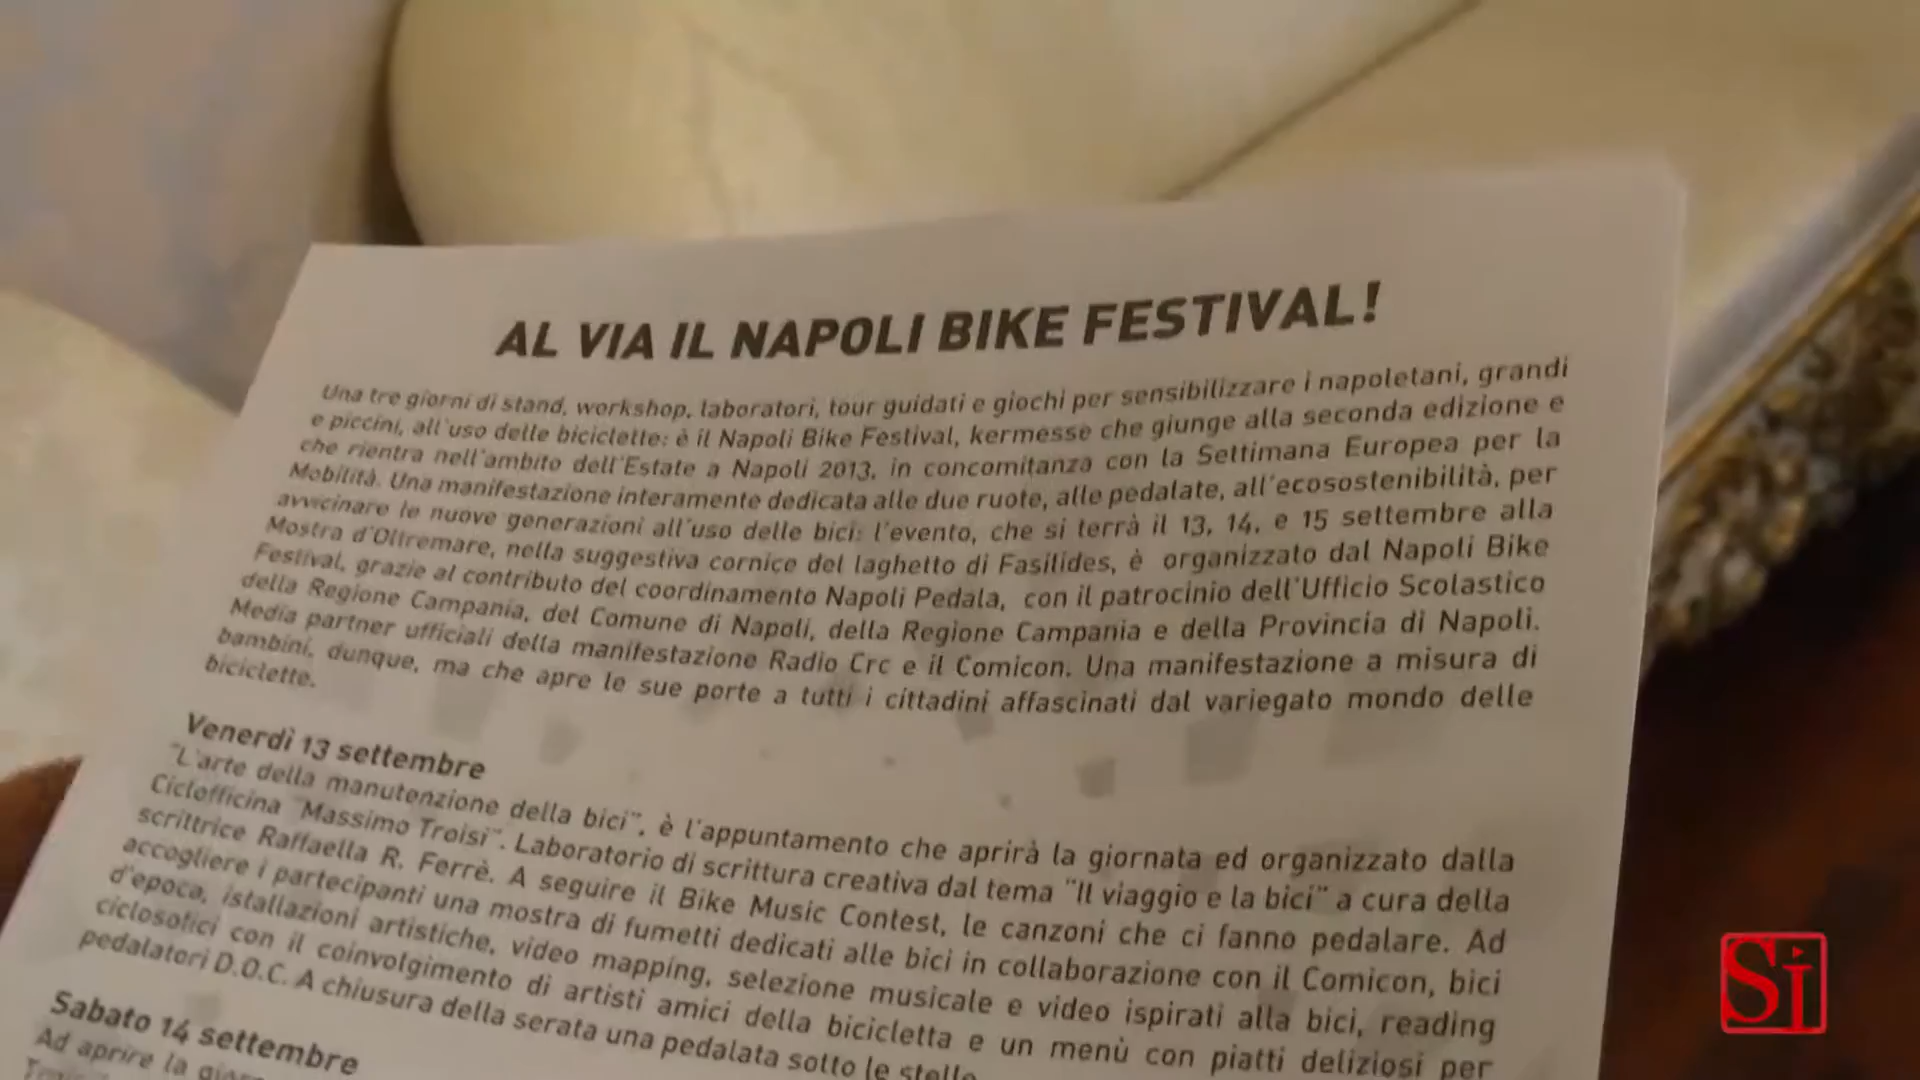 AL VIA IL NAPOLI BIKE FESTIVAL!
Una tre giorni di stand, workshop, laboratori, tour guidati e giochi per sensibilizzare i napoletani, grandi
e piccini, all'uso delle biciclette: è il Napoli Bike Festival, kermesse che giunge alla seconda edizione e
che rientra nell'ambito dell'Estate a Napoli 2013, in concomitanza con la Settimana Europea per la
Mobilità. Una manifestazione interamente dedicata alle due ruote, alle pedalate, all'ecosostenibilità, per
avvicinare le nuove generazioni all'uso delle bici: l'evento, che si terrà il 13, 14, e 15 settembre alla
Mostra d'Oltremare, nella suggestiva cornice del laghetto di Fasilides, è organizzato dal Napoli Bike
Festival, grazie al contributo del coordinamento Napoli Pedala, con il patrocinio dell'Ufficio Scolastico
della Regione Campania, del Comune di Napoli, della Regione Campania e della Provincia di Napoli.
Media partner ufficiali della manifestazione Radio Crc e il Comicon. Una manifestazione a misura di
bambini, dunque, ma che apre le sue porte a tutti i cittadini affascinati dal variegato mondo delle
biciclette.
Venerdì 13 settembre
"L'arte della manutenzione della bici", è l'appuntamento che aprirà la giornata ed organizzato dalla
Ciclofficina "Massimo Troisi". Laboratorio di scrittura creativa dal tema "Il viaggio e la bici" a cura della
scrittrice Raffaella R. Ferrè. A seguire il Bike Music Contest, le canzoni che ci fanno pedalare. Ad
accogliere i partecipanti una mostra di fumetti dedicati alle bici in collaborazione con il Comicon, bici
d'epoca, istallazioni artistiche, video mapping, selezione musicale e video ispirati alla bici, reading
ciclosofici con il coinvolgimento di artisti amici della bicicletta e un menù con piatti deliziosi per
pedalatori D.O.C. A chiusura della serata una pedalata sotto le stelle
Sabato 14 settembre
Ad aprire la
Sì